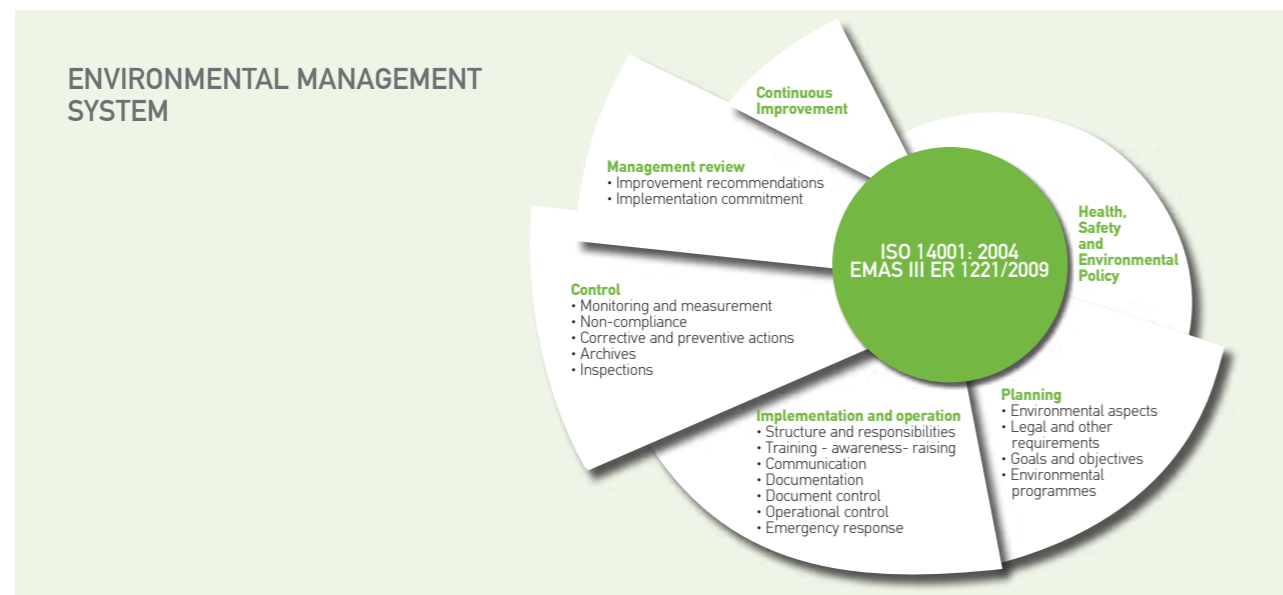 ENVIRONMENTAL MANAGEMENT
SYSTEM
Continuous
Improvement
Management review
• Improvement recommendations
• Implementation commitment
Health,
Safety
and
Environmental
Policy
ISO 14001: 2004
EMAS III ER 1221/2009
Control
• Monitoring and measurement
• Non-compliance
• Corrective and preventive actions
• Archives
• Inspections
Planning
• Environmental aspects
• Legal and other
requirements
• Goals and objectives
• Environmental
programmes
Implementation and operation
• Structure and responsibilities
• Training - awareness- raising
• Communication
• Documentation
• Document control
• Operational control
• Emergency response